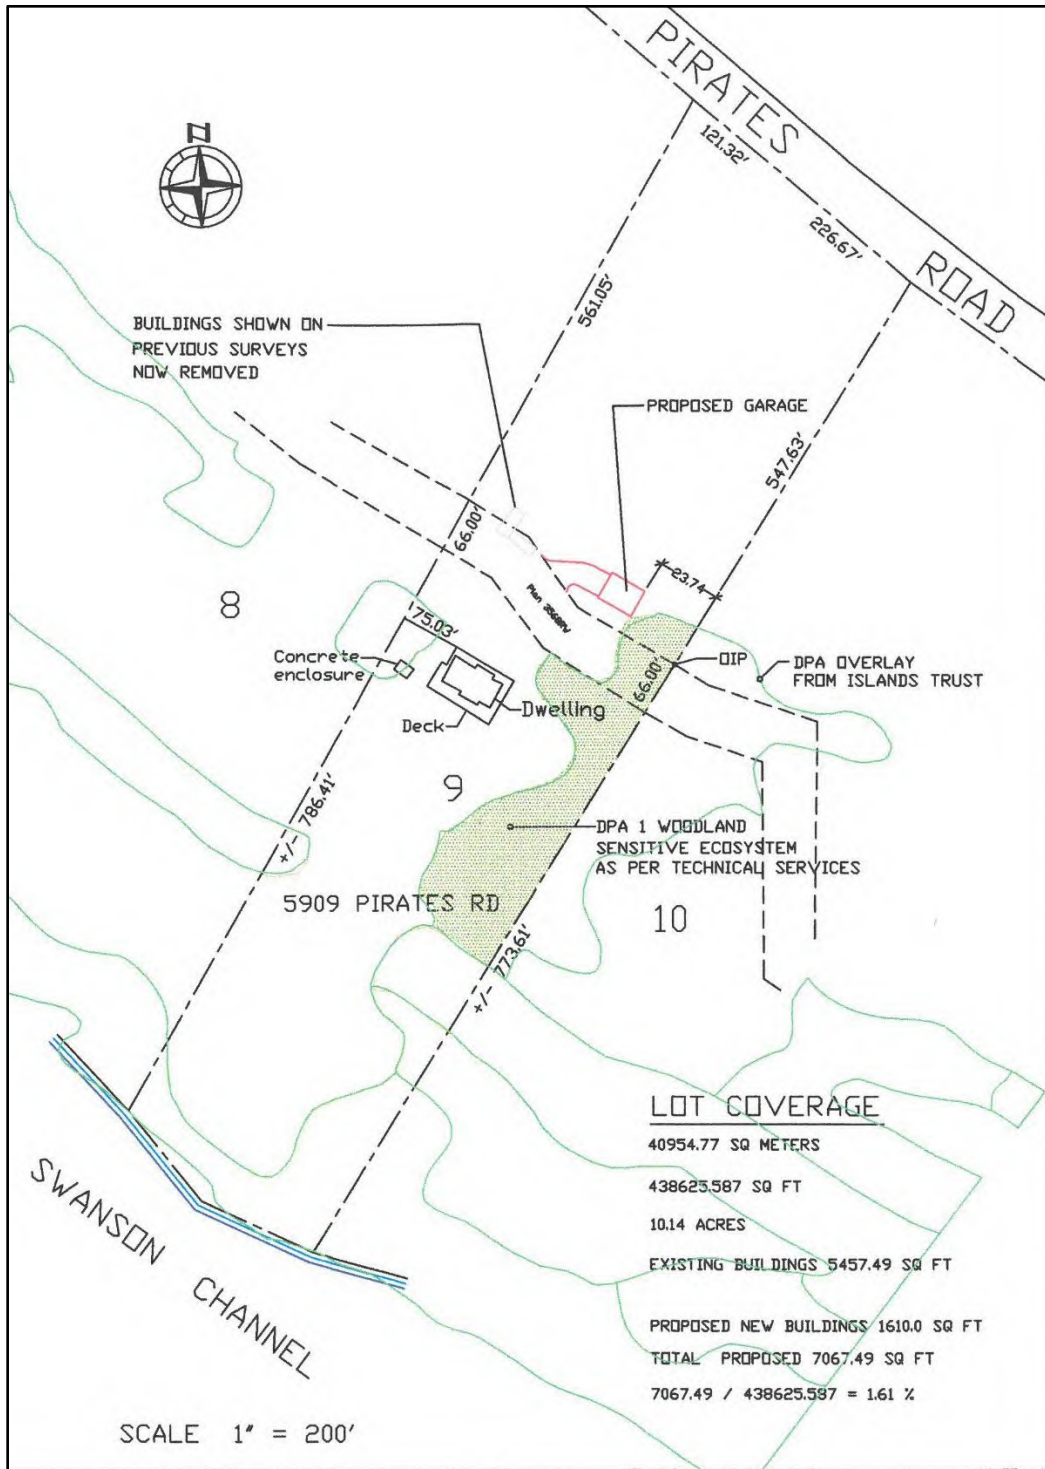 PIRATES ROAD
121.32'
226.67'
N
561.05'
BUILDINGS SHOWN ON
PREVIOUS SURVEYS
NOW REMOVED
PROPOSED GARAGE
547.63'
66.00'
23.74
Plan 3568RW
8
75.03'
Concrete
enclosure
Dwelling
Deck
OIP
66.00'
DPA OVERLAY
FROM ISLANDS TRUST
9
+/- 786.41'
DPA 1 WOODLAND
SENSITIVE ECOSYSTEM
AS PER TECHNICAL SERVICES
5909 PIRATES RD
10
+/- 773.61'
LOT COVERAGE
40954.77 SQ METERS
438625.587 SQ FT
10.14 ACRES
EXISTING BUILDINGS 5457.49 SQ FT
PROPOSED NEW BUILDINGS 1610.0 SQ FT
TOTAL PROPOSED 7067.49 SQ FT
7067.49 / 438625.587 = 1.61 %
SWANSON CHANNEL
SCALE 1" = 200'